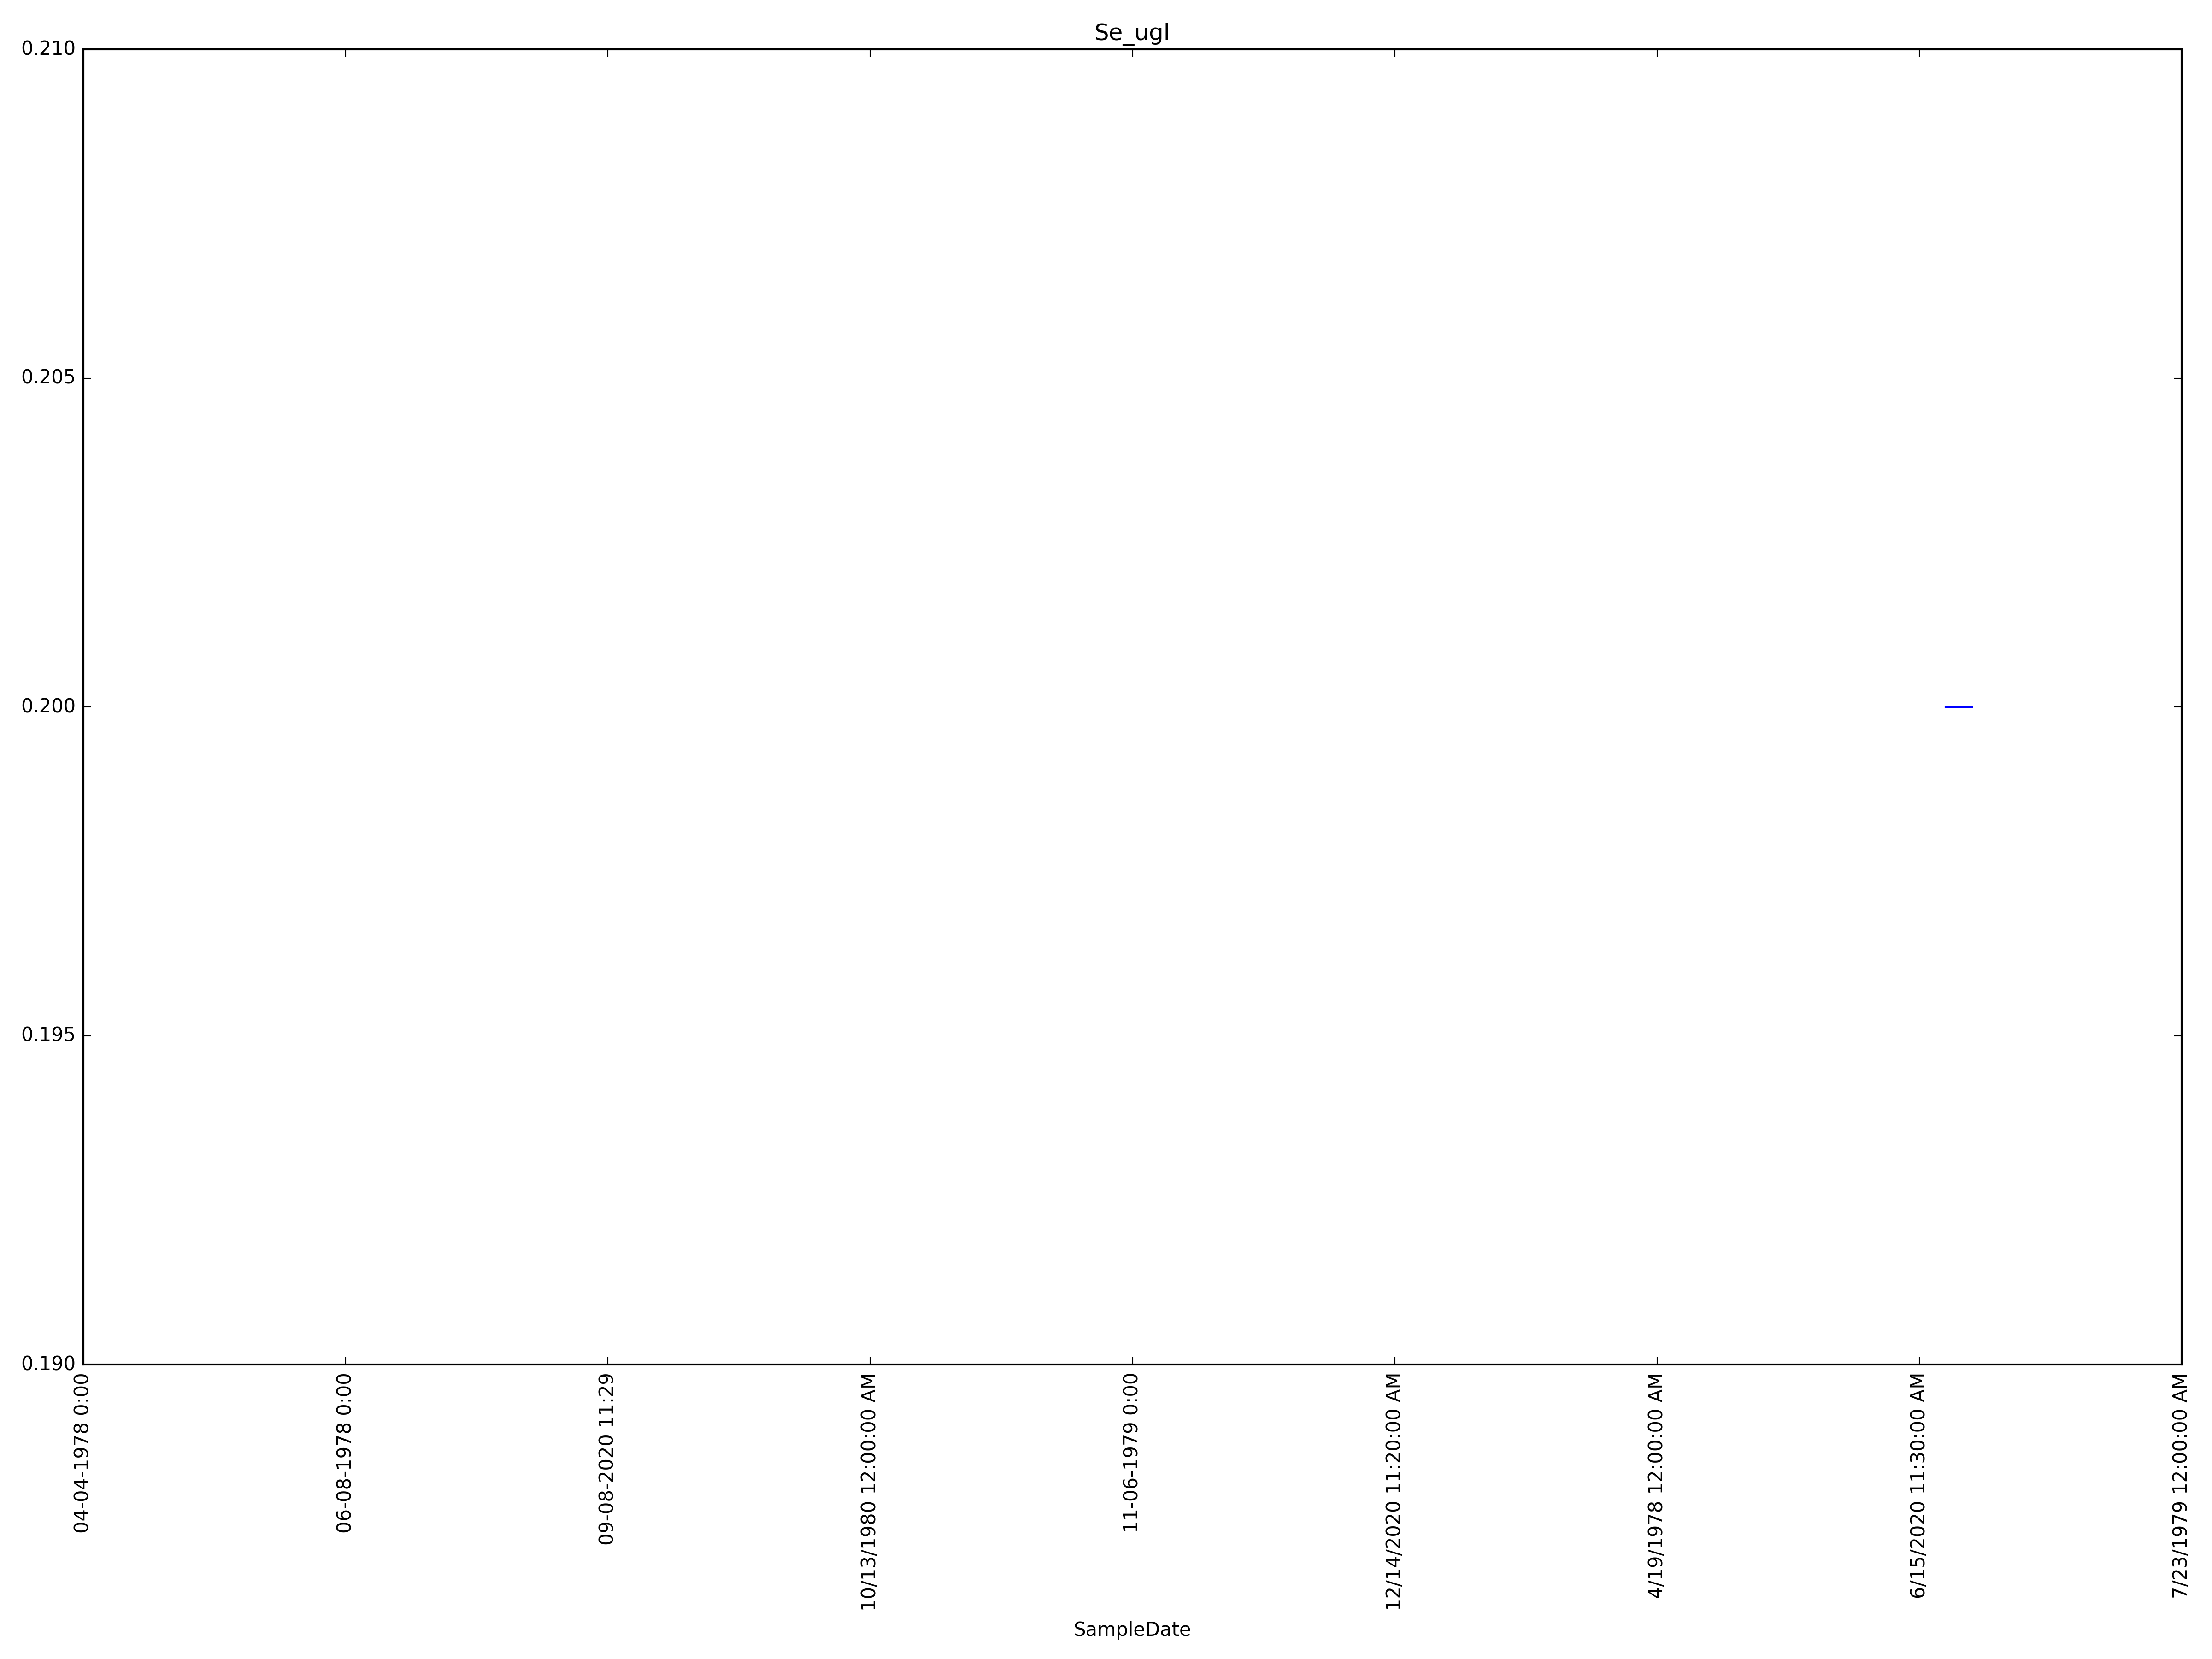 Se_ugl
0.210
0.205
0.200
0.195
0.190
04-04-1978 0:00
06-08-1978 0:00
09-08-2020 11:29
10/13/1980 12:00:00 AM
11-06-1979 0:00
12/14/2020 11:20:00 AM
4/19/1978 12:00:00 AM
6/15/2020 11:30:00 AM
7/23/1979 12:00:00 AM
SampleDate